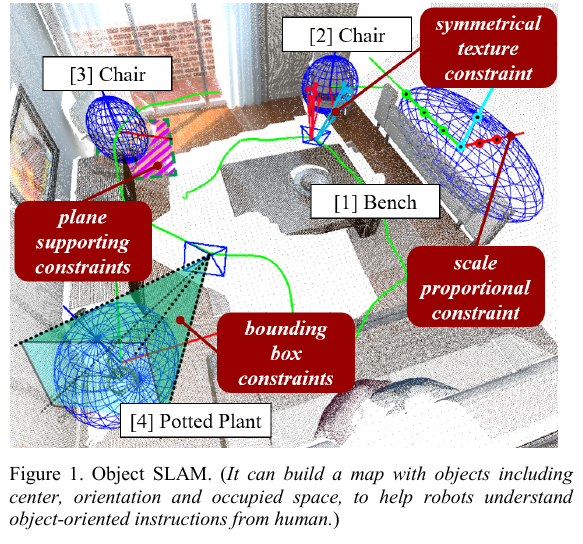 [2] Chair
symmetrical
texture
constraint
[3] Chair
[1] Bench
plane
supporting
constraints
scale
proportional
constraint
bounding
box
constraints
[4] Potted Plant
Figure 1. Object SLAM. (It can build a map with objects including
center, orientation and occupied space, to help robots understand
object-oriented instructions from human.)